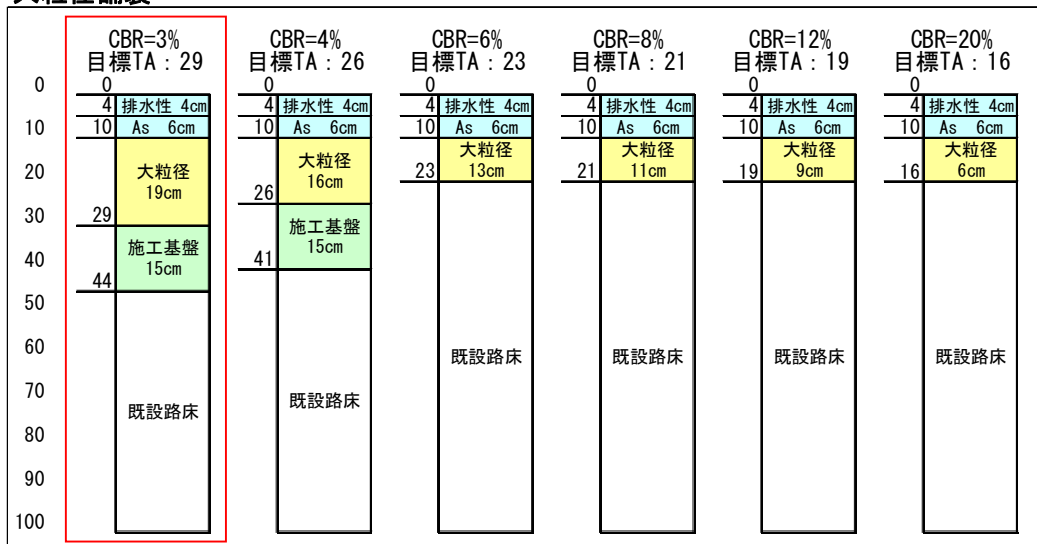 大粒径舗装
CBR=3%
目標TA：29
CBR=4%
目標TA：26
CBR=6%
目標TA：23
CBR=8%
目標TA：21
CBR=12%
目標TA：19
CBR=20%
目標TA：16
0
10
20
30
40
50
60
70
80
90
100
0
4 排水性 4cm
10 As 6cm
大粒径
19cm
29
施工基盤
15cm
44
既設路床
0
4 排水性 4cm
10 As 6cm
大粒径
16cm
26
施工基盤
15cm
41
既設路床
0
4 排水性 4cm
10 As 6cm
大粒径
23 13cm
既設路床
0
4 排水性 4cm
10 As 6cm
大粒径
21 11cm
既設路床
0
4 排水性 4cm
10 As 6cm
大粒径
19 9cm
既設路床
0
4 排水性 4cm
10 As 6cm
大粒径
16 6cm
既設路床